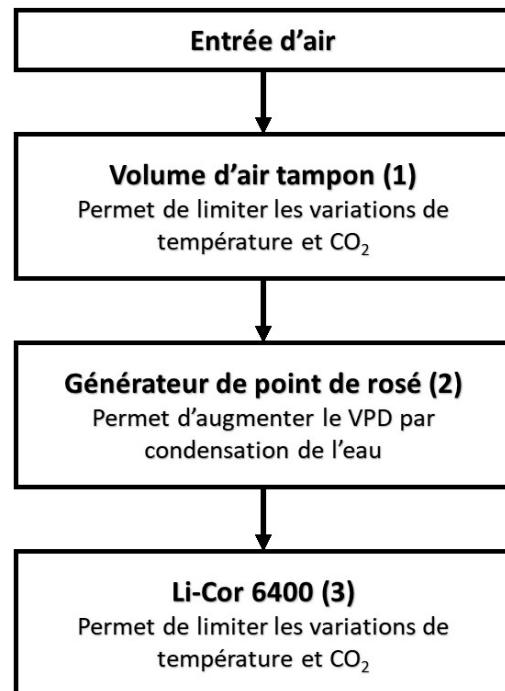 Entrée d’air
Volume d’air tampon (1)
Permet de limiter les variations de
température et CO₂
Générateur de point de rosé (2)
Permet d’augmenter le VPD par
condensation de l’eau
Li-Cor 6400 (3)
Permet de limiter les variations de
température et CO₂